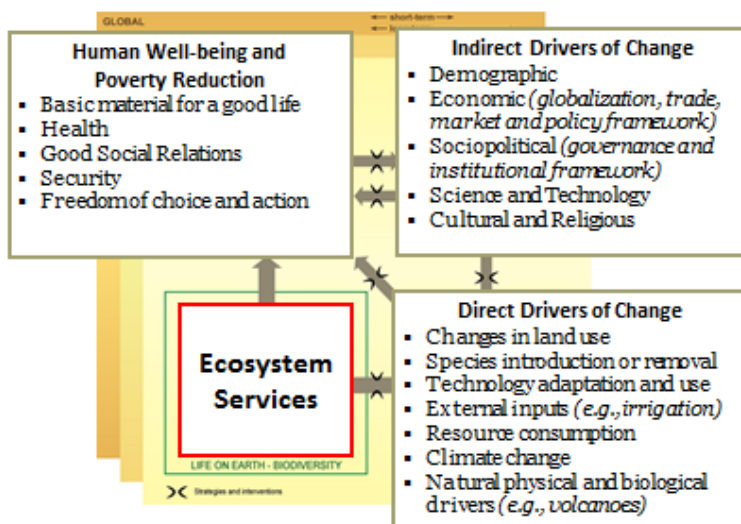 GLOBAL
short-term
Human Well-being and
Poverty Reduction
▪ Basic material for a good life
▪ Health
▪ Good Social Relations
▪ Security
▪ Freedom of choice and action
Indirect Drivers of Change
▪ Demographic
▪ Economic (globalization, trade,
market and policy framework)
▪ Sociopolitical (governance and
institutional framework)
▪ Science and Technology
▪ Cultural and Religious
Direct Drivers of Change
▪ Changes in land use
▪ Species introduction or removal
▪ Technology adaptation and use
▪ External inputs (e.g., irrigation)
▪ Resource consumption
▪ Climate change
▪ Natural physical and biological
drivers (e.g., volcanoes)
Ecosystem
Services
LIFE ON EARTH - BIODIVERSITY
Strategies and interventions